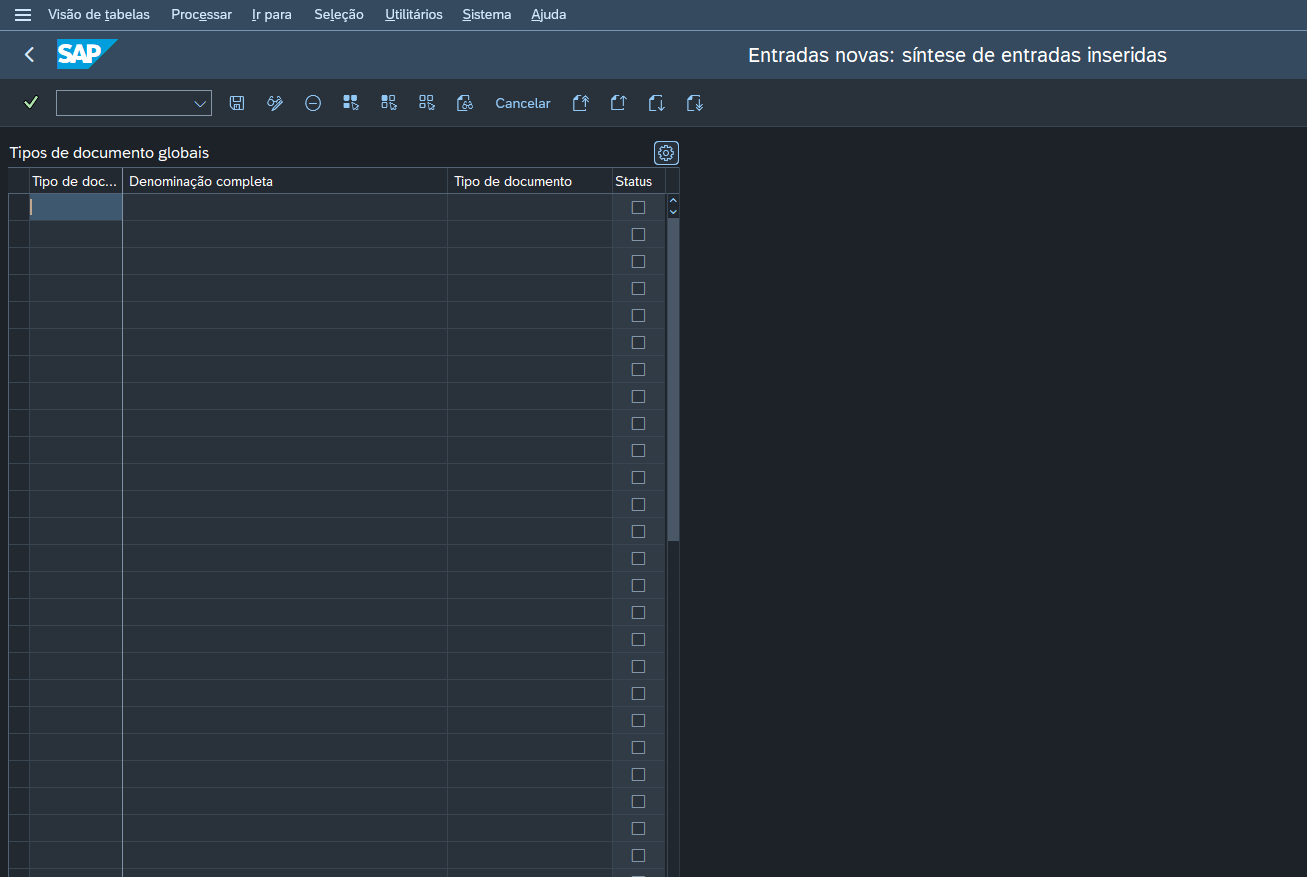 Visão de tabelas Processar Ir para Seleção Utilitários Sistema Ajuda
SAP Entradas novas: síntese de entradas inseridas
Cancelar
Tipos de documento globais
Tipo de doc... Denominação completa Tipo de documento Status